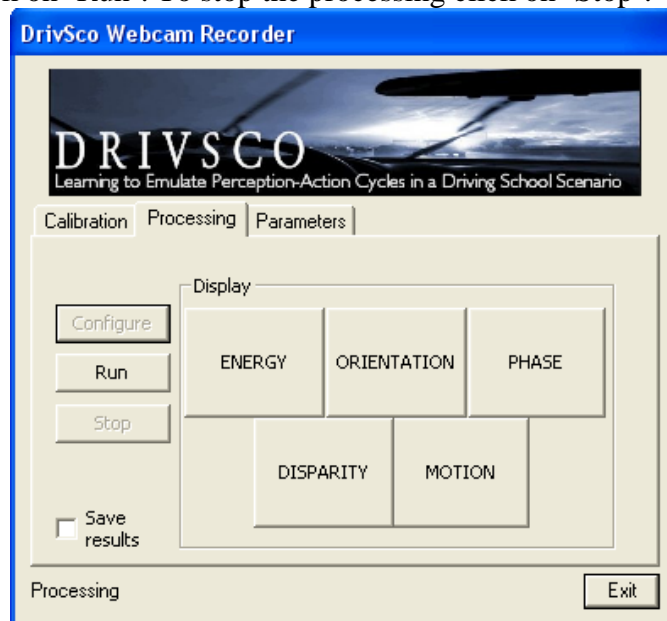 n on "Run". To stop the processing click on "Stop".
DrivSco Webcam Recorder
DRIVSCO
Learning to Emulate Perception-Action Cycles in a Driving School Scenario
Calibration Processing Parameters
Display
Configure
ENERGY ORIENTATION PHASE
Run
Stop
DISPARITY MOTION
Save
results
Processing Exit